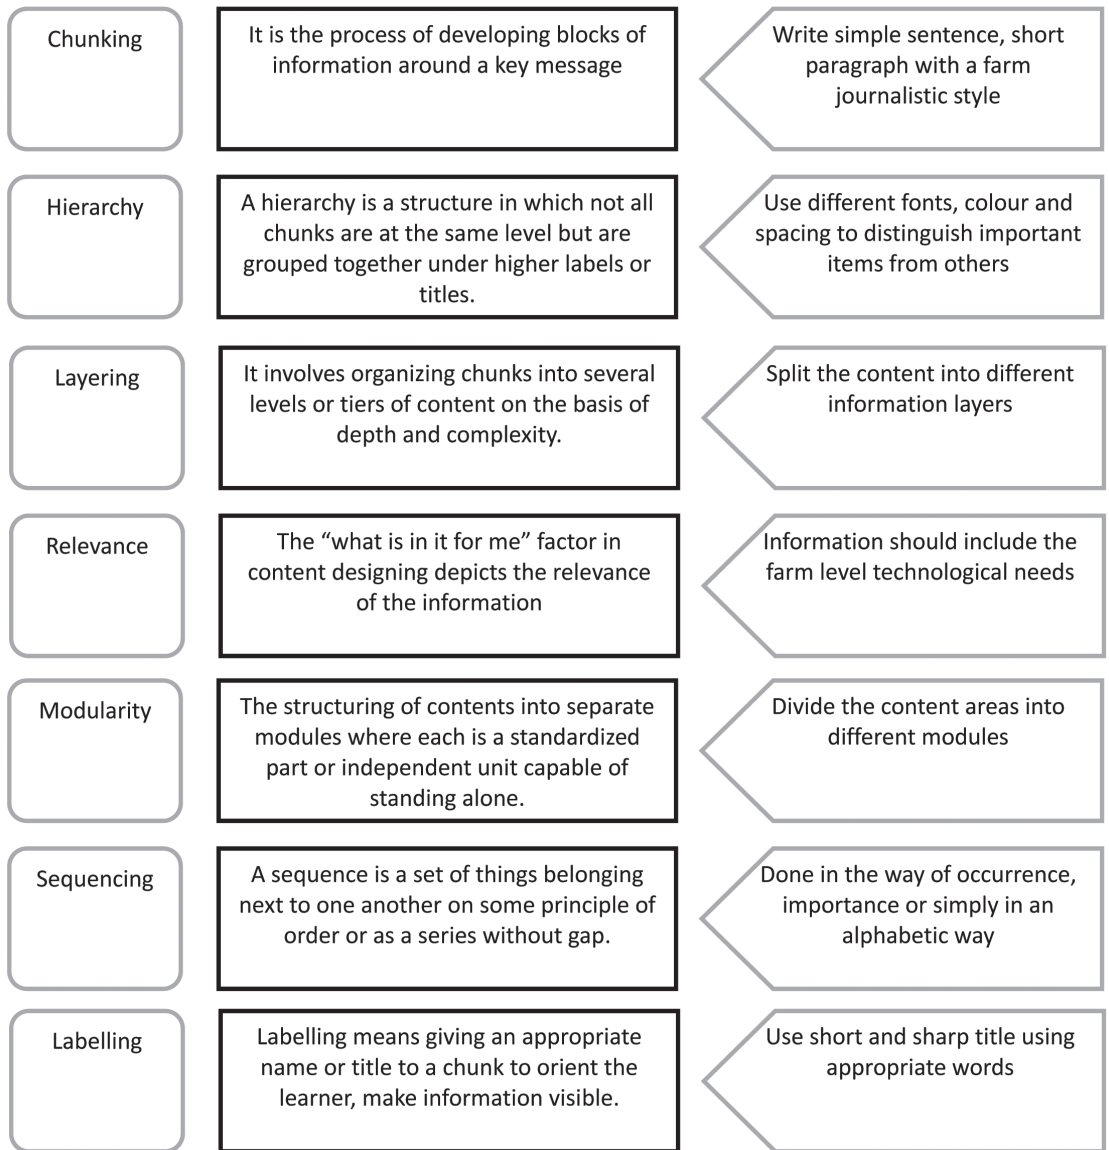 Chunking
It is the process of developing blocks of
information around a key message
Write simple sentence, short
paragraph with a farm
journalistic style
Hierarchy
A hierarchy is a structure in which not all
chunks are at the same level but are
grouped together under higher labels or
titles.
Use different fonts, colour and
spacing to distinguish important
items from others
Layering
It involves organizing chunks into several
levels or tiers of content on the basis of
depth and complexity.
Split the content into different
information layers
Relevance
The “what is in it for me” factor in
content designing depicts the relevance
of the information
Information should include the
farm level technological needs
Modularity
The structuring of contents into separate
modules where each is a standardized
part or independent unit capable of
standing alone.
Divide the content areas into
different modules
Sequencing
A sequence is a set of things belonging
next to one another on some principle of
order or as a series without gap.
Done in the way of occurrence,
importance or simply in an
alphabetic way
Labelling
Labelling means giving an appropriate
name or title to a chunk to orient the
learner, make information visible.
Use short and sharp title using
appropriate words